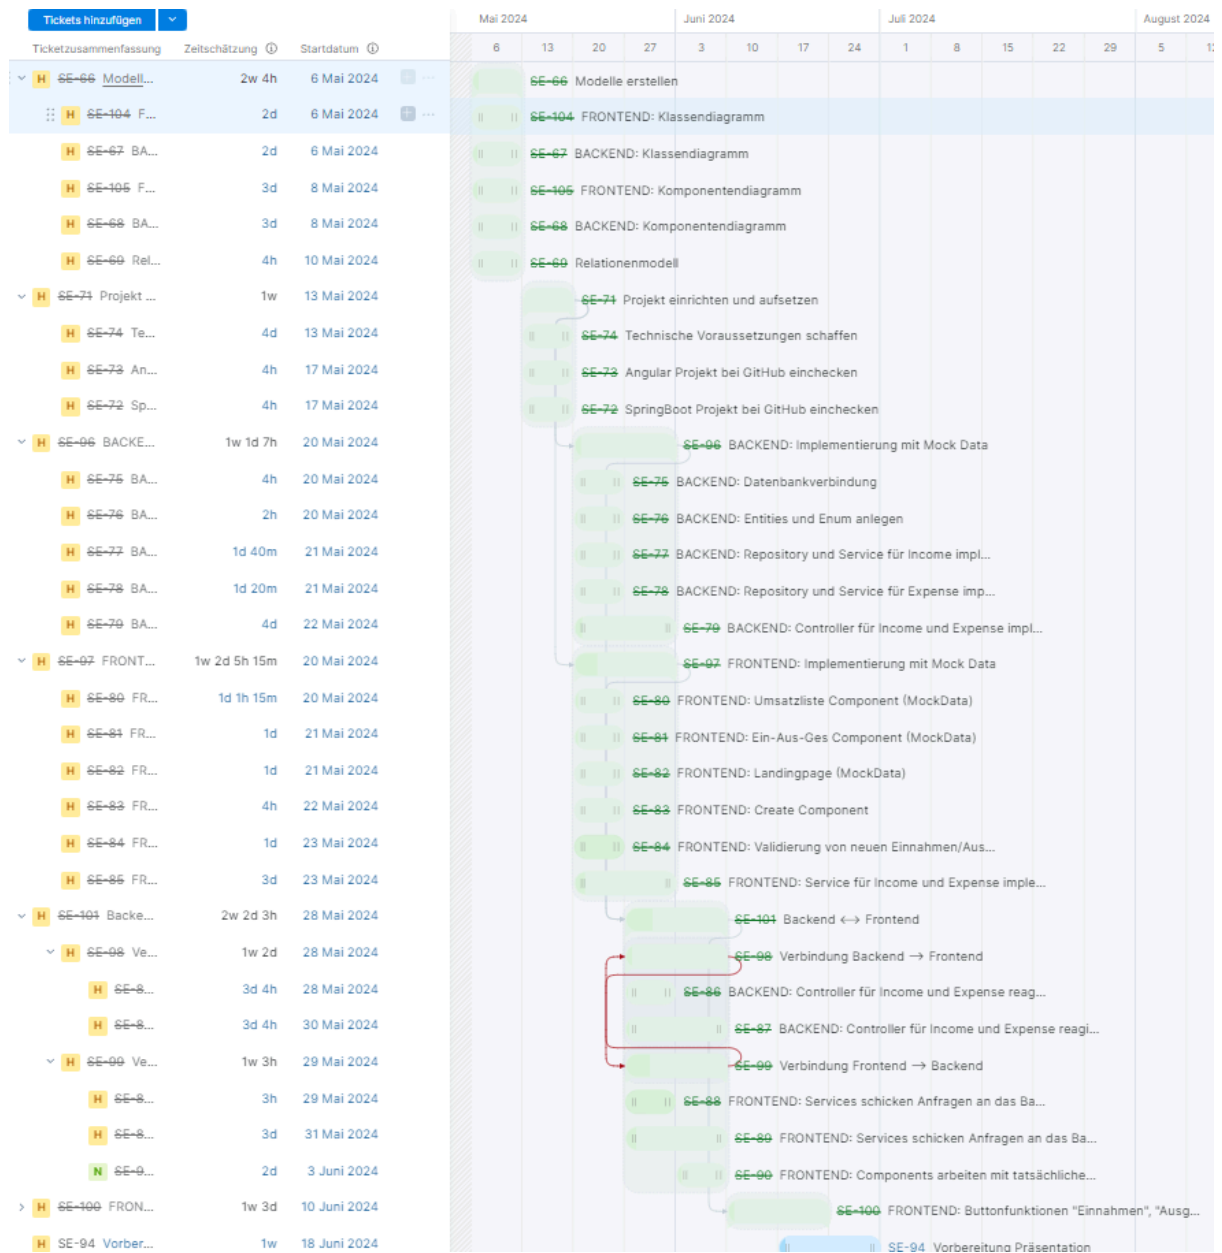 Tickets hinzufügen
Mai 2024 Juni 2024 Juli 2024 August 2024
Ticketzusammenfassung Zeitschätzung Startdatum 6 13 20 27 3 10 17 24 1 8 15 22 29 5 1
H SE-66 Modell... 2w 4h 6 Mai 2024 SE-66 Modelle erstellen
H SE-104 F... 2d 6 Mai 2024 SE-104 FRONTEND: Klassendiagramm
H SE-67 BA... 2d 6 Mai 2024 SE-67 BACKEND: Klassendiagramm
H SE-105 F... 3d 8 Mai 2024 SE-105 FRONTEND: Komponentendiagramm
H SE-68 BA... 3d 8 Mai 2024 SE-68 BACKEND: Komponentendiagramm
H SE-69 Rel... 4h 10 Mai 2024 SE-69 Relationenmodell
H SE-71 Projekt ... 1w 13 Mai 2024 SE-71 Projekt einrichten und aufsetzen
H SE-74 Te... 4d 13 Mai 2024 SE-74 Technische Voraussetzungen schaffen
H SE-73 An... 4h 17 Mai 2024 SE-73 Angular Projekt bei GitHub einchecken
H SE-72 Sp... 4h 17 Mai 2024 SE-72 SpringBoot Projekt bei GitHub einchecken
H SE-96 BACKE... 1w 1d 7h 20 Mai 2024 SE-96 BACKEND: Implementierung mit Mock Data
H SE-75 BA... 4h 20 Mai 2024 SE-75 BACKEND: Datenbankverbindung
H SE-76 BA... 2h 20 Mai 2024 SE-76 BACKEND: Entities und Enum anlegen
H SE-77 BA... 1d 40m 21 Mai 2024 SE-77 BACKEND: Repository und Service für Income impl...
H SE-78 BA... 1d 20m 21 Mai 2024 SE-78 BACKEND: Repository und Service für Expense imp...
H SE-79 BA... 4d 22 Mai 2024 SE-79 BACKEND: Controller für Income und Expense impl...
H SE-97 FRONT... 1w 2d 5h 15m 20 Mai 2024 SE-97 FRONTEND: Implementierung mit Mock Data
H SE-80 FR... 1d 1h 15m 20 Mai 2024 SE-80 FRONTEND: Umsatzliste Component (MockData)
H SE-81 FR... 1d 21 Mai 2024 SE-81 FRONTEND: Ein-Aus-Ges Component (MockData)
H SE-82 FR... 1d 21 Mai 2024 SE-82 FRONTEND: Landingpage (MockData)
H SE-83 FR... 4h 22 Mai 2024 SE-83 FRONTEND: Create Component
H SE-84 FR... 1d 23 Mai 2024 SE-84 FRONTEND: Validierung von neuen Einnahmen/Aus...
H SE-85 FR... 3d 23 Mai 2024 SE-85 FRONTEND: Service für Income und Expense imple...
H SE-101 Backe... 2w 2d 3h 28 Mai 2024 SE-101 Backend <-> Frontend
H SE-98 Ve... 1w 2d 28 Mai 2024 SE-98 Verbindung Backend -> Frontend
H SE-8... 3d 4h 28 Mai 2024 SE-86 BACKEND: Controller für Income und Expense reag...
H SE-8... 3d 4h 30 Mai 2024 SE-87 BACKEND: Controller für Income und Expense reagi...
H SE-99 Ve... 1w 3h 29 Mai 2024 SE-99 Verbindung Frontend -> Backend
H SE-8... 3h 29 Mai 2024 SE-88 FRONTEND: Services schicken Anfragen an das Ba...
H SE-8... 3d 31 Mai 2024 SE-89 FRONTEND: Services schicken Anfragen an das Ba...
N SE-9... 2d 3 Juni 2024 SE-90 FRONTEND: Components arbeiten mit tatsächliche...
H SE-100 FRON... 1w 3d 10 Juni 2024 SE-100 FRONTEND: Buttonfunktionen "Einnahmen", "Ausg...
H SE-94 Vorber... 1w 18 Juni 2024 SE-94 Vorbereitung Präsentation